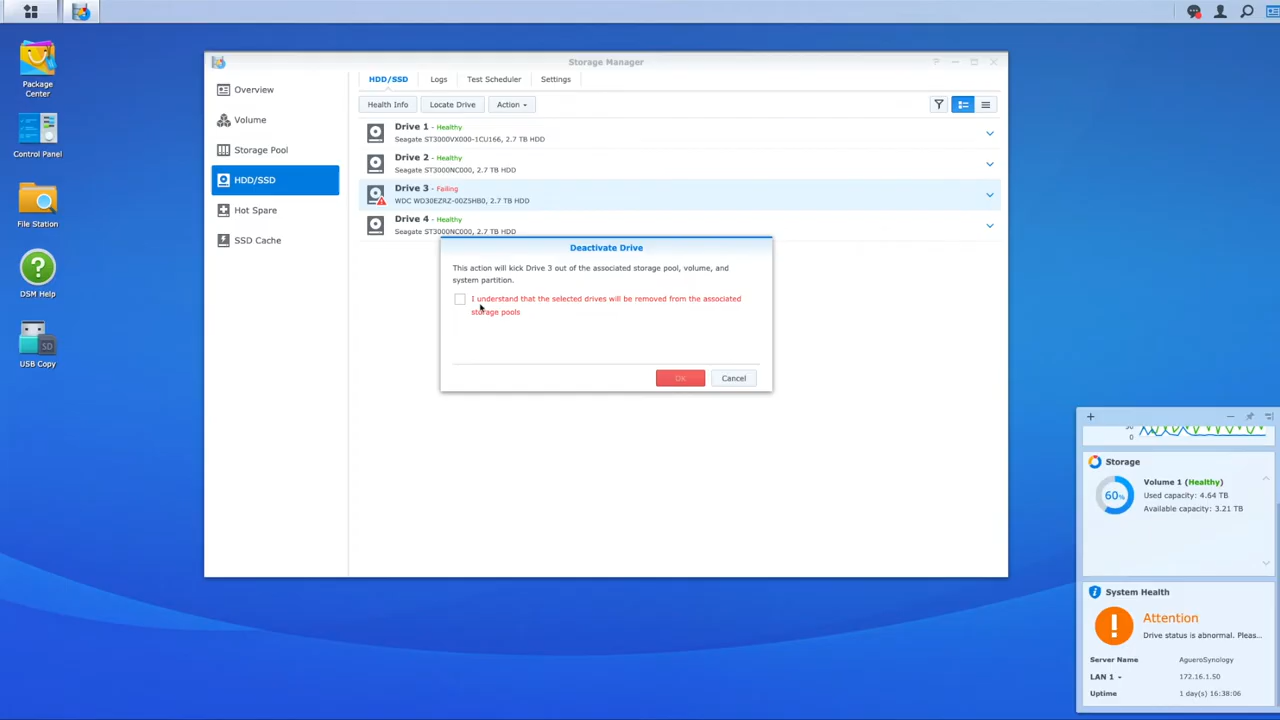 Storage Manager
Package
Center
Control Panel
File Station
DSM Help
SD
USB Copy
Overview
Volume
Storage Pool
HDD/SSD
Hot Spare
SSD Cache
HDD/SSD Logs Test Scheduler Settings
Health Info Locate Drive Action
Drive 1 - Healthy
Seagate ST3000VX000-1CU166, 2.7 TB HDD
Drive 2 - Healthy
Seagate ST3000NC000, 2.7 TB HDD
Drive 3 - Failing
WDC WD30EZRZ-00Z5HB0, 2.7 TB HDD
Drive 4 - Healthy
Seagate ST3000NC000, 2.7 TB HDD
Deactivate Drive
This action will kick Drive 3 out of the associated storage pool, volume, and
system partition.
I understand that the selected drives will be removed from the associated
storage pools
OK Cancel
0
Storage
60%
Volume 1 (Healthy)
Used capacity: 4.64 TB
Available capacity: 3.21 TB
System Health
Attention
Drive status is abnormal. Pleas...
Server Name AgueroSynology
LAN 1 172.16.1.50
Uptime 1 day(s) 16:38:06